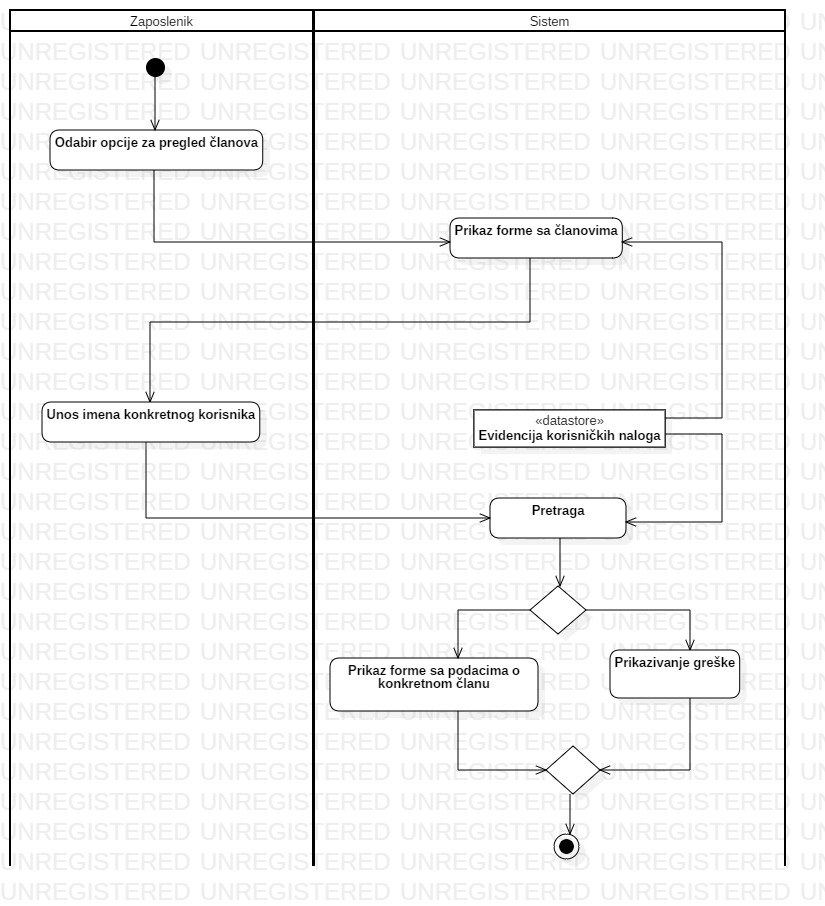 Zaposlenik
Sistem
Odabir opcije za pregled članova
Prikaz forme sa članovima
Unos imena konkretnog korisnika
«datastore»
Evidencija korisničkih naloga
Pretraga
Prikaz forme sa podacima o
konkretnom članu
Prikazivanje greške
UNREGISTERED